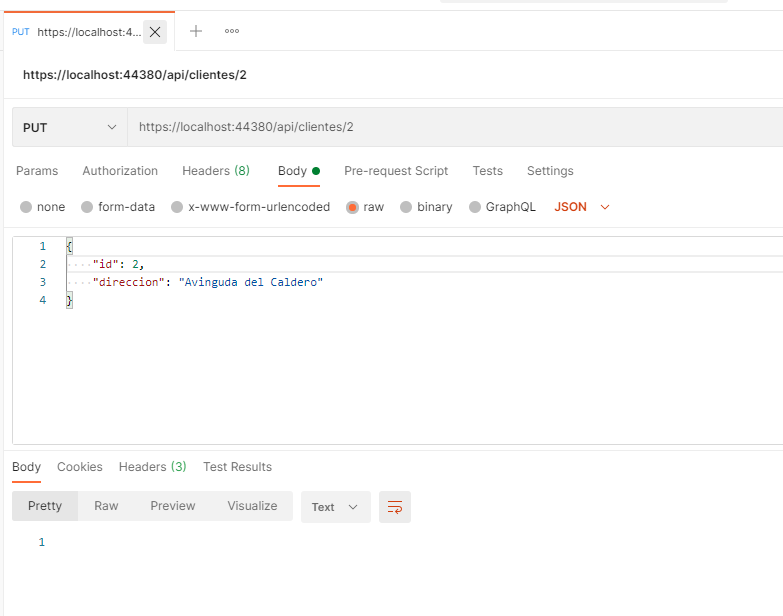 PUT https://localhost:4...
https://localhost:44380/api/clientes/2
PUT https://localhost:44380/api/clientes/2
Params Authorization Headers (8) Body Pre-request Script Tests Settings
none form-data x-www-form-urlencoded raw binary GraphQL JSON
1 {
2 "id": 2,
3 "direccion": "Avinguda del Caldero"
4 }
Body Cookies Headers (3) Test Results
Pretty Raw Preview Visualize Text
1